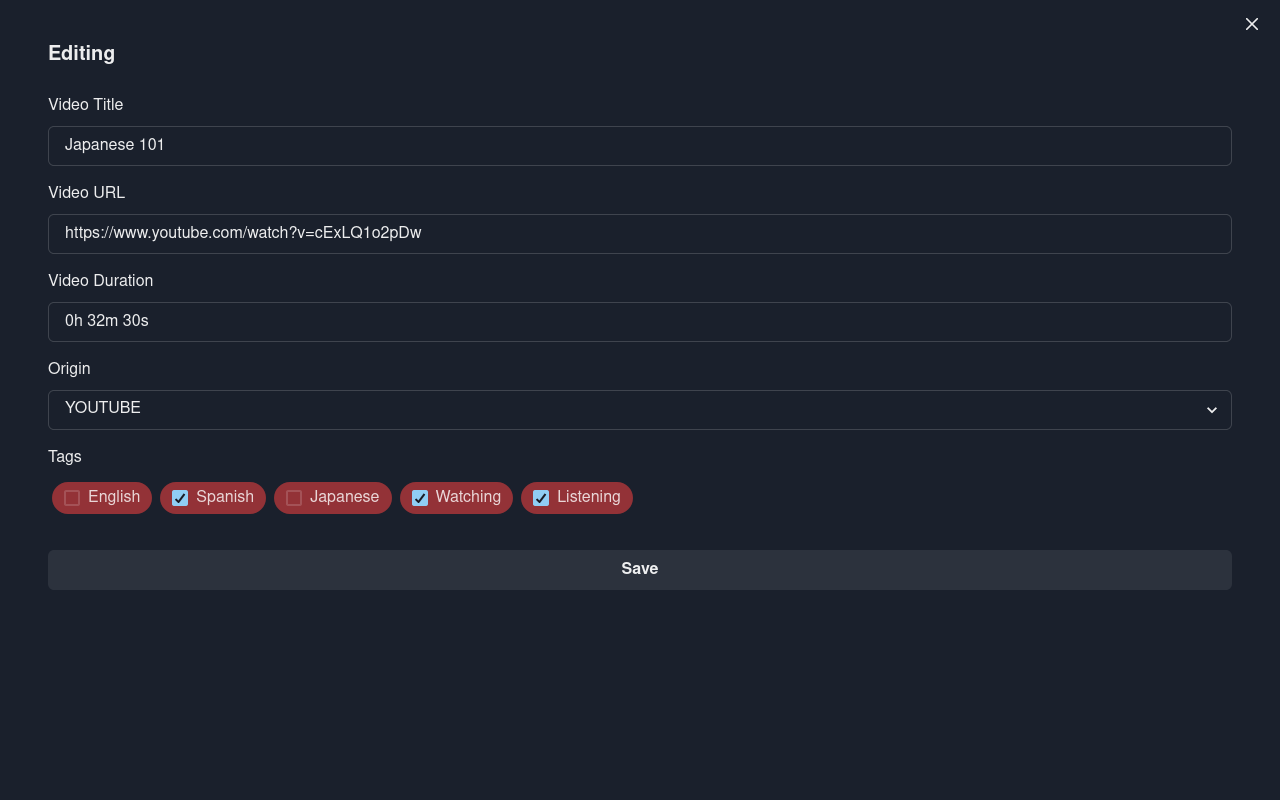 Editing
Video Title
Japanese 101
Video URL
https://www.youtube.com/watch?v=cExLQ1o2pDw
Video Duration
0h 32m 30s
Origin
YOUTUBE
Tags
English Spanish Japanese Watching Listening
Save